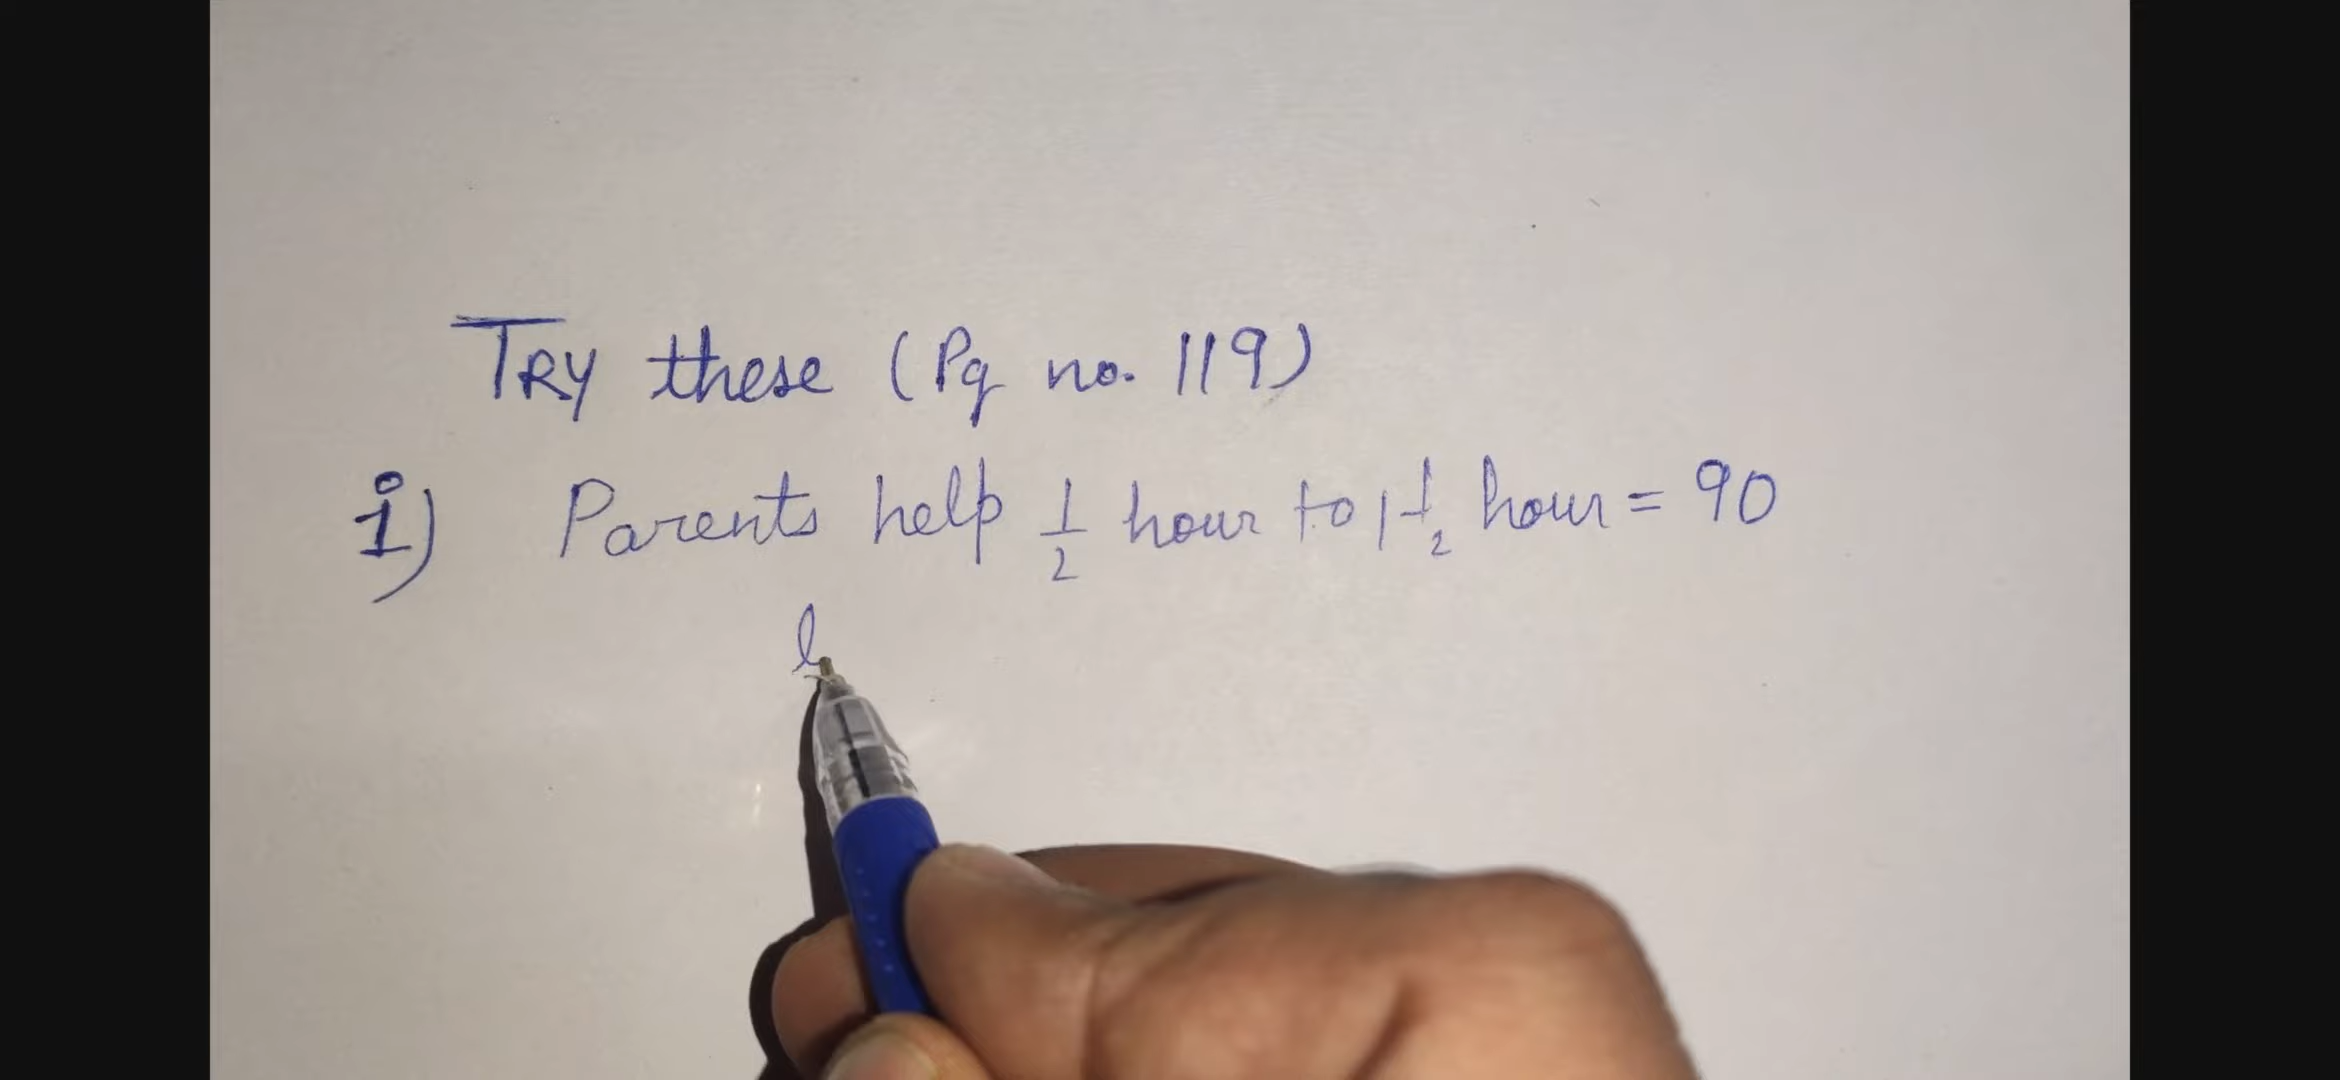 TRY these (Pg no. 119)
i) Parents help 1/2 hour to 1 1/2 hour = 90
l